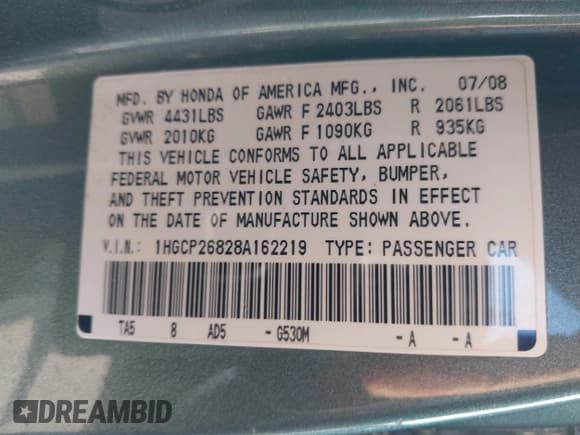 MFD. BY HONDA OF AMERICA MFG., INC. 07/08
GVWR 4431LBS GAWR F 2403LBS R 2061LBS
GVWR 2010KG GAWR F 1090KG R 935KG
THIS VEHICLE CONFORMS TO ALL APPLICABLE
FEDERAL MOTOR VEHICLE SAFETY, BUMPER,
AND THEFT PREVENTION STANDARDS IN EFFECT
ON THE DATE OF MANUFACTURE SHOWN ABOVE.
V.I.N.: 1HGCP26828A162219 TYPE: PASSENGER CAR
TA5 8 AD5 - G530M - A - A
DREAMBID